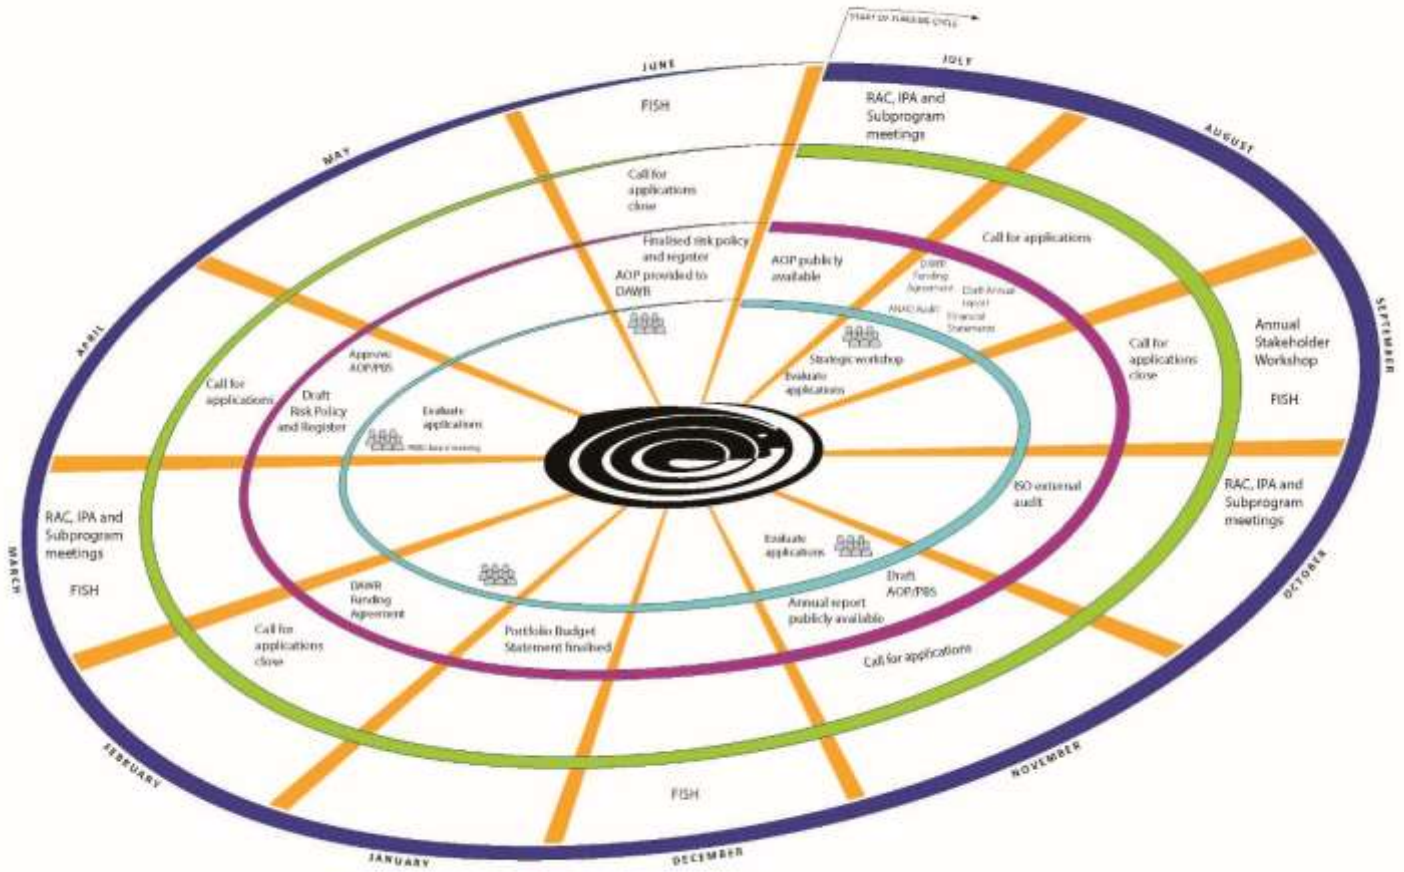 START OF FUNDING CYCLE
JULY
RAC, IPA and
Subprogram
meetings
AOP publicly
available
AUGUST
Call for applications
DAWR
Funding
Agreement
Draft Annual
report
Financial
Statements
ANAO Audit
Strategic workshop
Evaluate
applications
SEPTEMBER
Annual
Stakeholder
Workshop
FISH
Call for
applications
close
OCTOBER
RAC, IPA and
Subprogram
meetings
ISO external
audit
NOVEMBER
Call for applications
Draft
AOP/PBS
Annual report
publicly available
Evaluate
applications
DECEMBER
FISH
JANUARY
Portfolio Budget
Statement finalised
FEBRUARY
Call for
applications
close
DAWR
Funding
Agreement
MARCH
RAC, IPA and
Subprogram
meetings
FISH
APRIL
Call for
applications
Draft
Risk Policy
and Register
Approve
AOP/PBS
Evaluate
applications
MAY
JUNE
FISH
Call for
applications
close
Finalised risk policy
and register
AOP provided to
DAWR